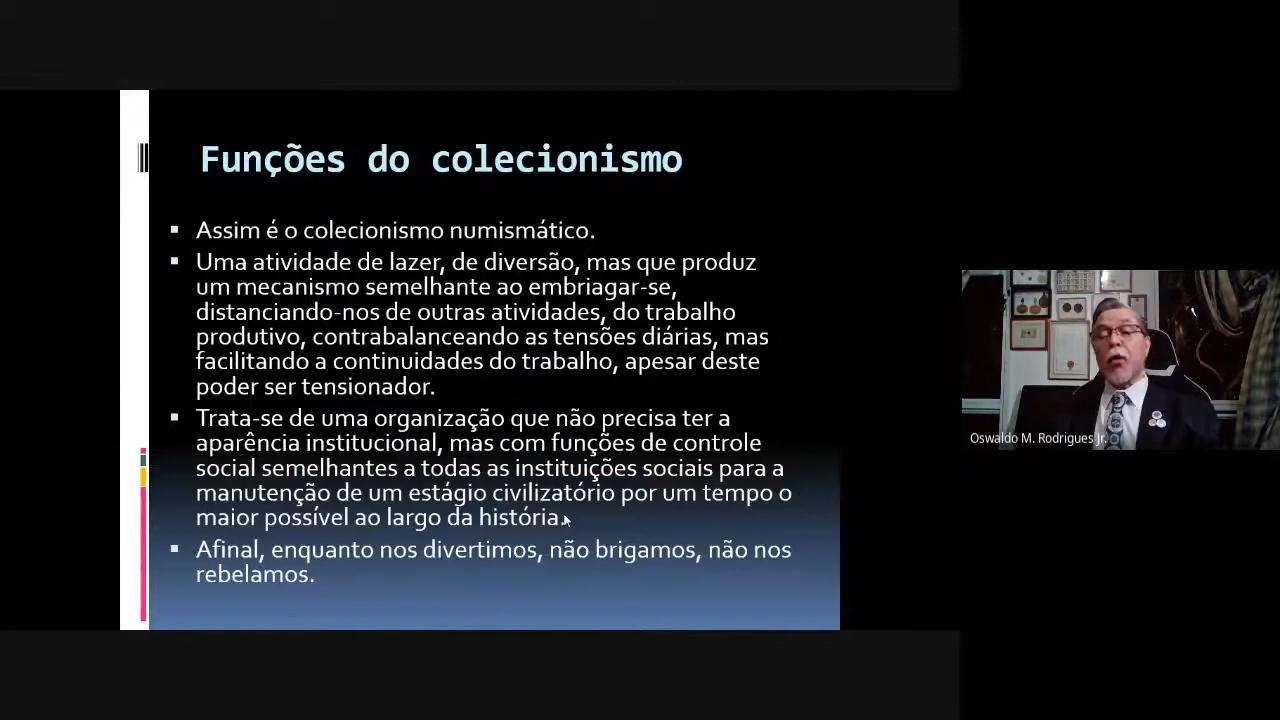 Funções do colecionismo
Assim é o colecionismo numismático.
Uma atividade de lazer, de diversão, mas que produz
um mecanismo semelhante ao embriagar-se,
distanciando-nos de outras atividades, do trabalho
produtivo, contrabalanceando as tensões diárias, mas
facilitando a continuidades do trabalho, apesar deste
poder ser tensionador.
Trata-se de uma organização que não precisa ter a
aparência institucional, mas com funções de controle
social semelhantes a todas as instituições sociais para a
manutenção de um estágio civilizatório por um tempo o
maior possível ao largo da história.
Afinal, enquanto nos divertimos, não brigamos, não nos
rebelamos.
Oswaldo M. Rodrigues Jr.